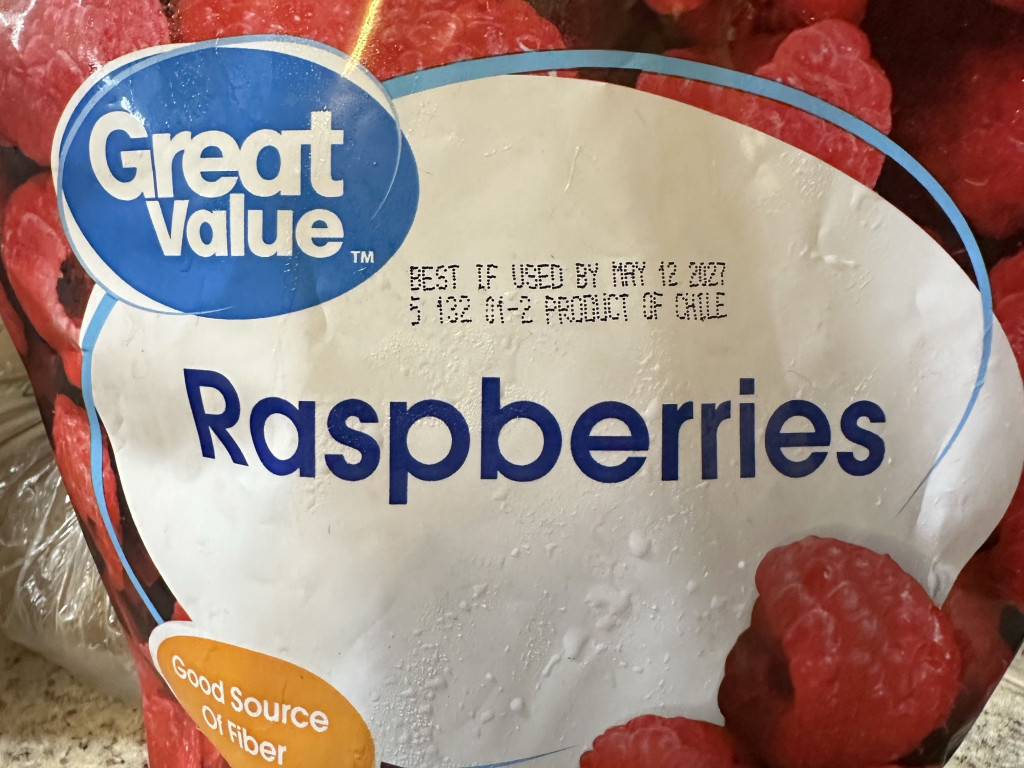 Great
Value
TM
BEST IF USED BY MAY 12 2027
5 132 01-2 PRODUCT OF CHILE
Raspberries
Good Source
Of Fiber